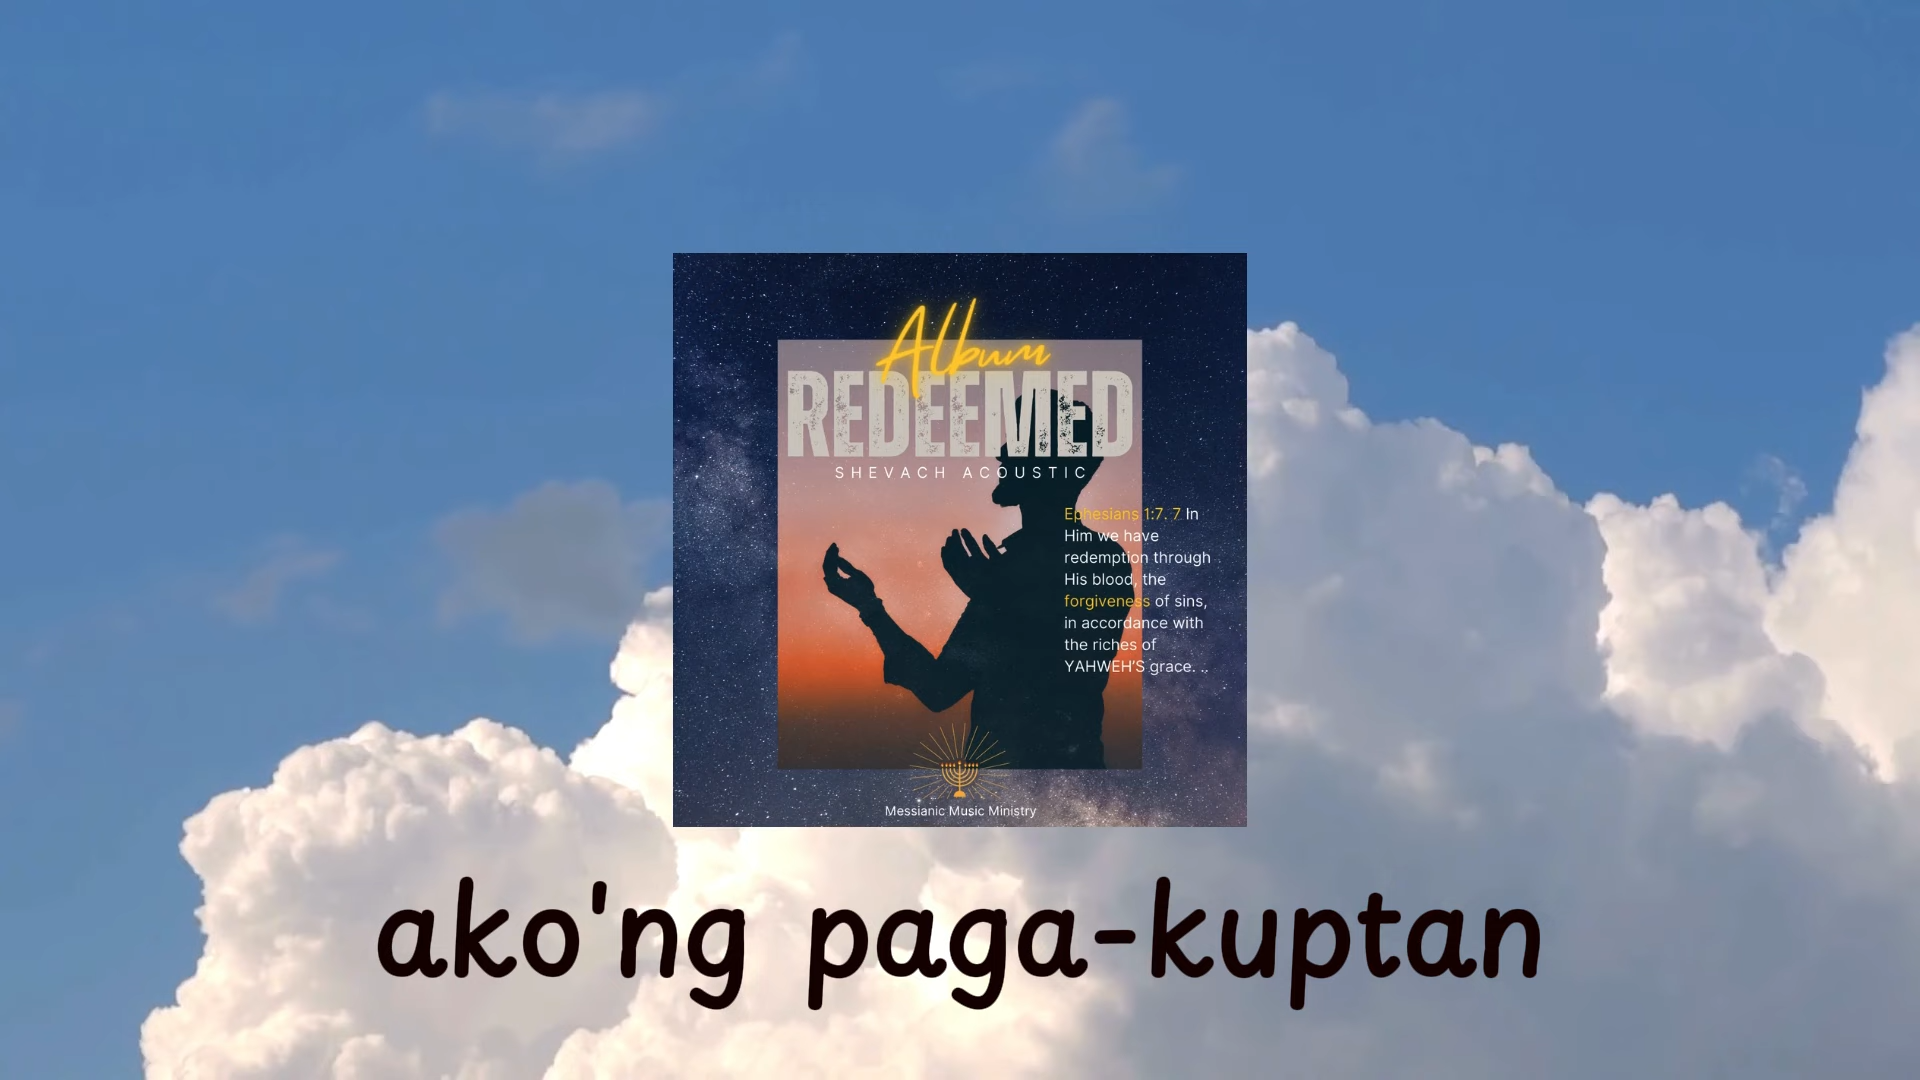 Album
REDEEMED
SHEVACH ACOUSTIC
Ephesians 1:7. 7 In
Him we have
redemption through
His blood, the
forgiveness of sins,
in accordance with
the riches of
YAHWEH'S grace. ..
Messianic Music Ministry
ako'ng paga-kuptan